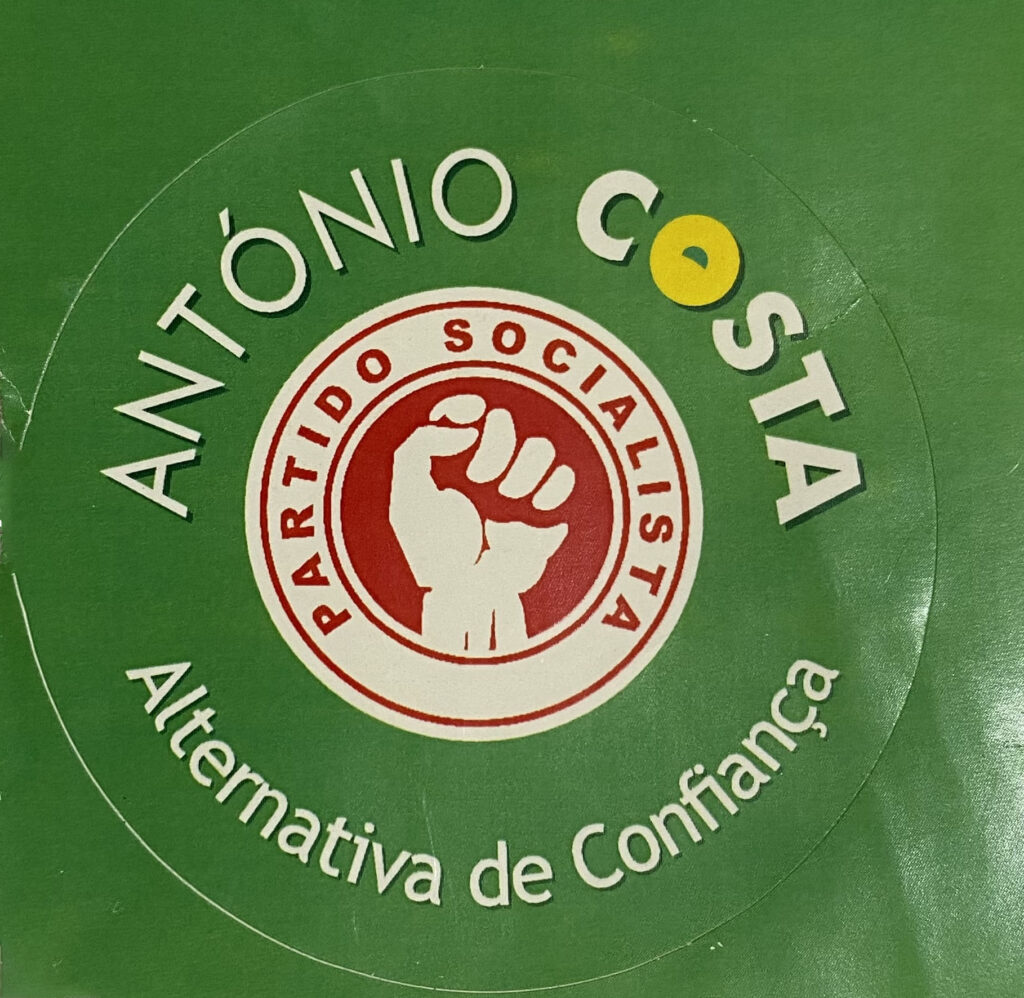 ANTÓNIO COSTA
PARTIDO SOCIALISTA
Alternativa de Confiança